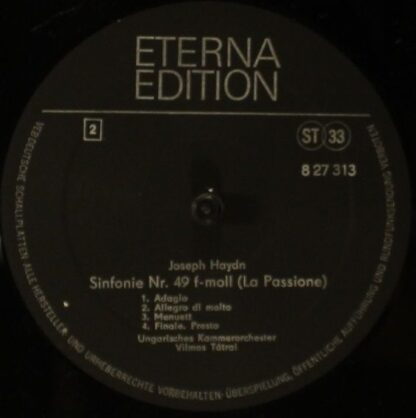 ETERNA
EDITION
2
ST 33
8 27 313
Joseph Haydn
Sinfonie Nr. 49 f-moll (La Passione)
1. Adagio
2. Allegro di molto
3. Menuett
4. Finale. Presto
Ungarisches Kammerorchester
Vilmos Tátrai
VEB DEUTSCHE SCHALLPLATTEN · ALLE HERSTELLER- UND URHEBERRECHTE VORBEHALTEN · ÜBERSPIELUNG, ÖFFENTLICHE AUFFÜHRUNG UND RUNDFUNKSENDUNG VERBOTEN